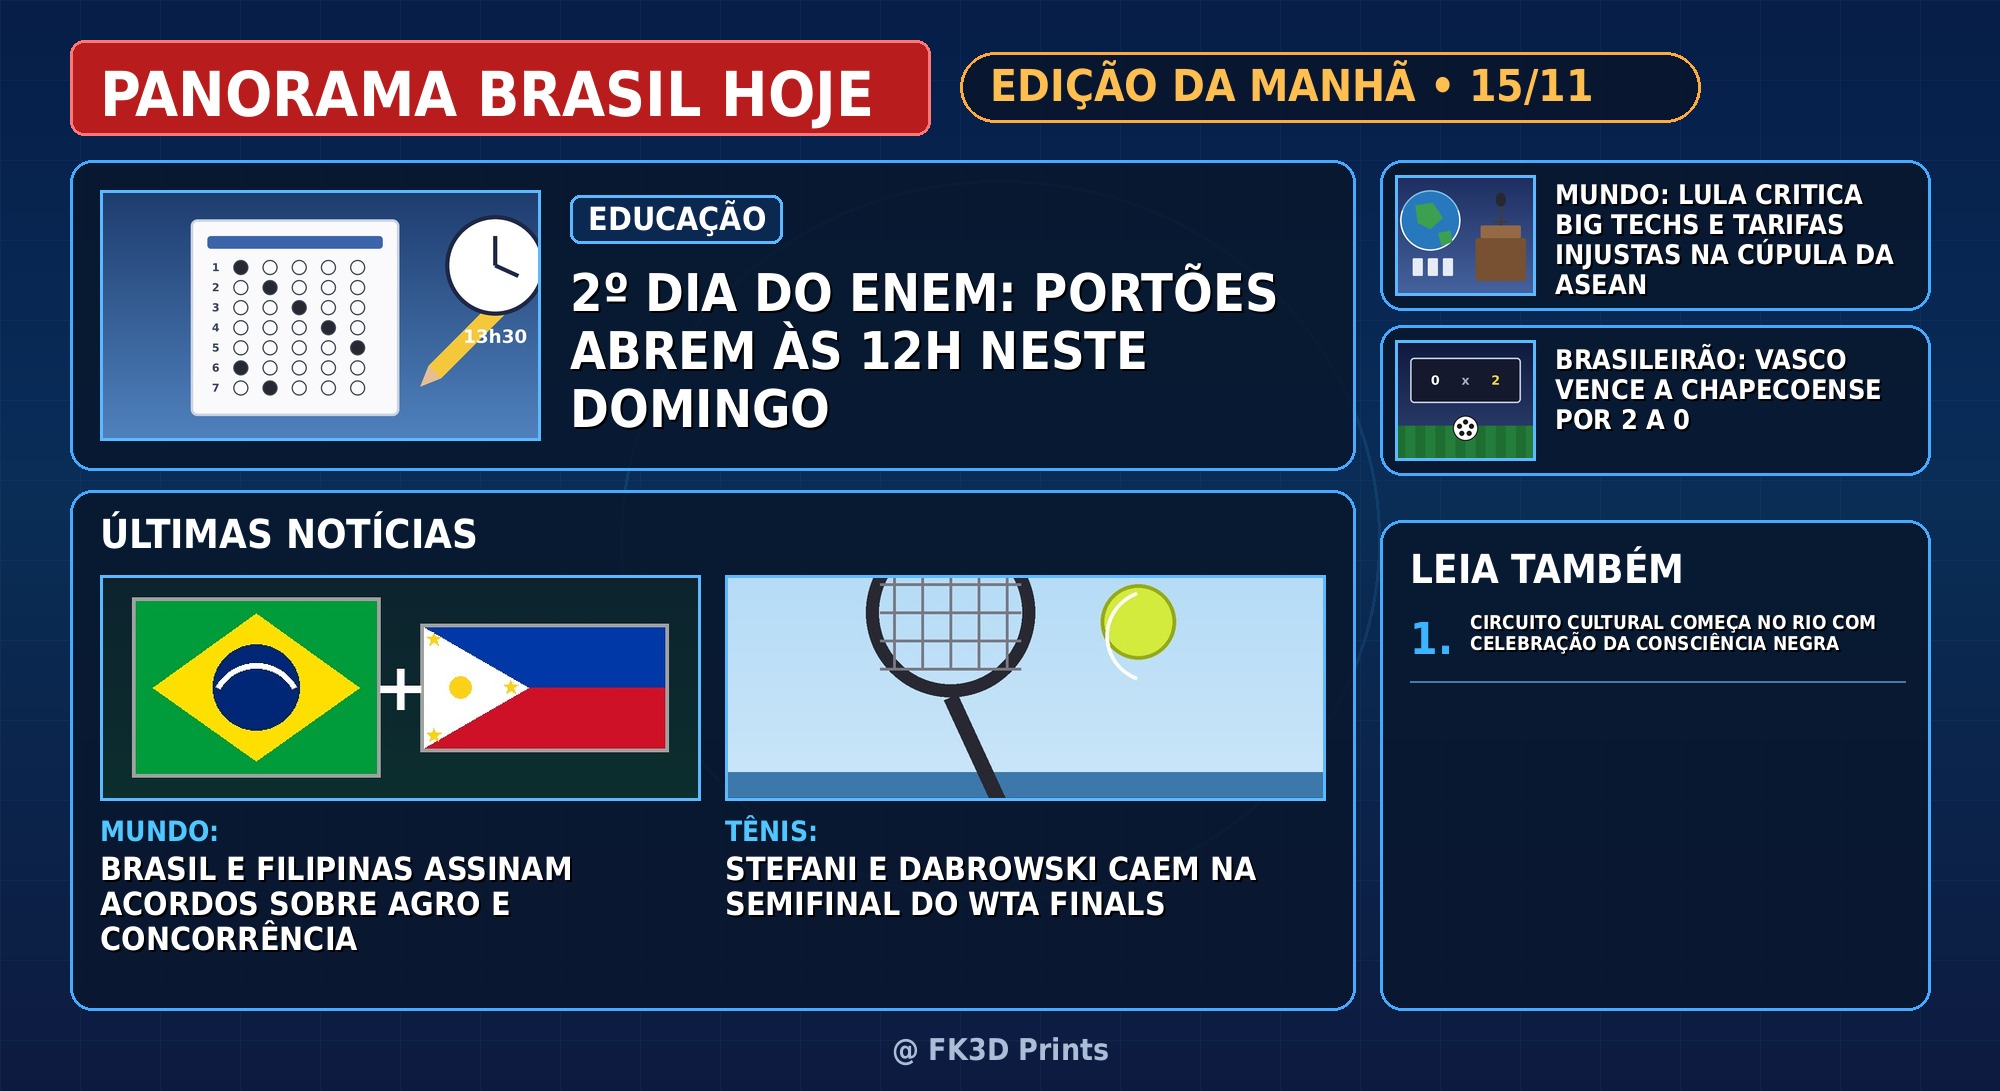 PANORAMA BRASIL HOJE
EDIÇÃO DA MANHÃ • 15/11
1
2
3
4
5
6
7
13h30
EDUCAÇÃO
2º DIA DO ENEM: PORTÕES
ABREM ÀS 12H NESTE
DOMINGO
MUNDO: LULA CRITICA
BIG TECHS E TARIFAS
INJUSTAS NA CÚPULA DA
ASEAN
0 x 2
BRASILEIRÃO: VASCO
VENCE A CHAPECOENSE
POR 2 A 0
ÚLTIMAS NOTÍCIAS
+
MUNDO:
BRASIL E FILIPINAS ASSINAM
ACORDOS SOBRE AGRO E
CONCORRÊNCIA
TÊNIS:
STEFANI E DABROWSKI CAEM NA
SEMIFINAL DO WTA FINALS
LEIA TAMBÉM
1. CIRCUITO CULTURAL COMEÇA NO RIO COM
CELEBRAÇÃO DA CONSCIÊNCIA NEGRA
@ FK3D Prints